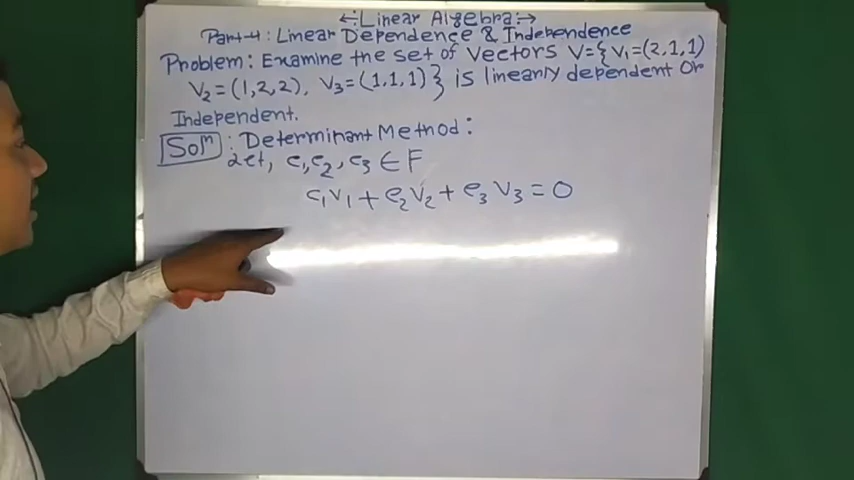 ←:Linear Algebra:→
Part-4: Linear Dependence & Independence
Problem: Examine the set of Vectors V={V₁=(2,1,1)
V₂=(1,2,2), V₃=(1,1,1)} is linearly dependent Or
Independent.
Solⁿ: Determinant Method:
Let, c₁,c₂,c₃ ∈ F
c₁V₁+c₂V₂+c₃V₃=0